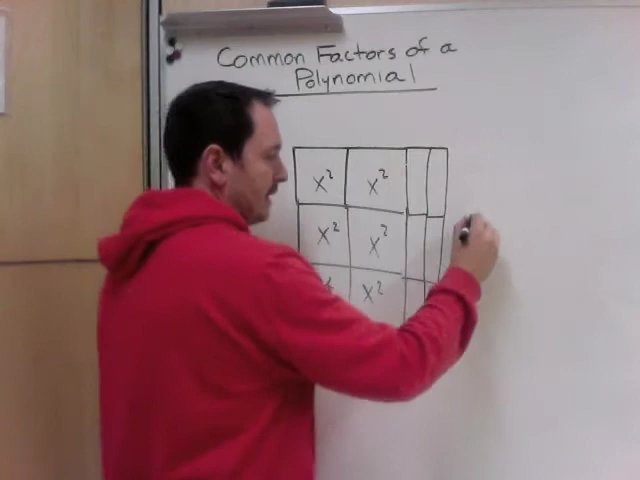 Common Factors of a
Polynomial
x² x²
x² x²
x²